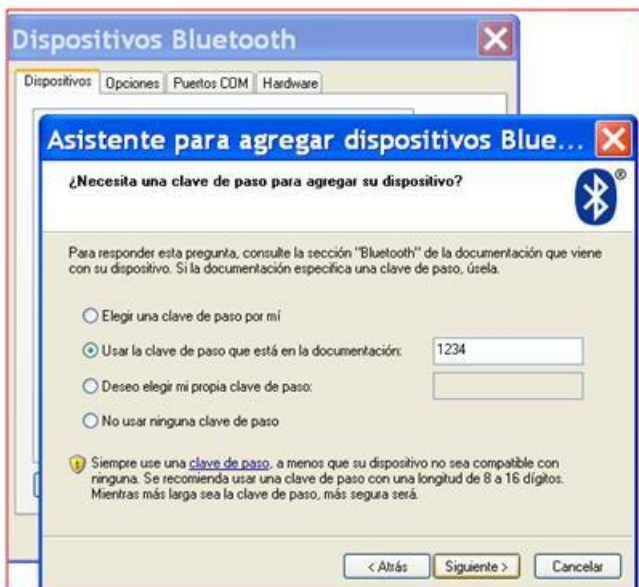 Dispositivos Bluetooth
Dispositivos Opciones Puertos COM Hardware
Asistente para agregar dispositivos Blue...
¿Necesita una clave de paso para agregar su dispositivo?
Para responder esta pregunta, consulte la sección "Bluetooth" de la documentación que viene
con su dispositivo. Si la documentación especifica una clave de paso, úsela.
Elegir una clave de paso por mí
Usar la clave de paso que está en la documentación: 1234
Deseo elegir mi propia clave de paso:
No usar ninguna clave de paso
Siempre use una clave de paso, a menos que su dispositivo no sea compatible con
ninguna. Se recomienda usar una clave de paso con una longitud de 8 a 16 dígitos.
Mientras más larga sea la clave de paso, más segura será.
< Atrás Siguiente > Cancelar